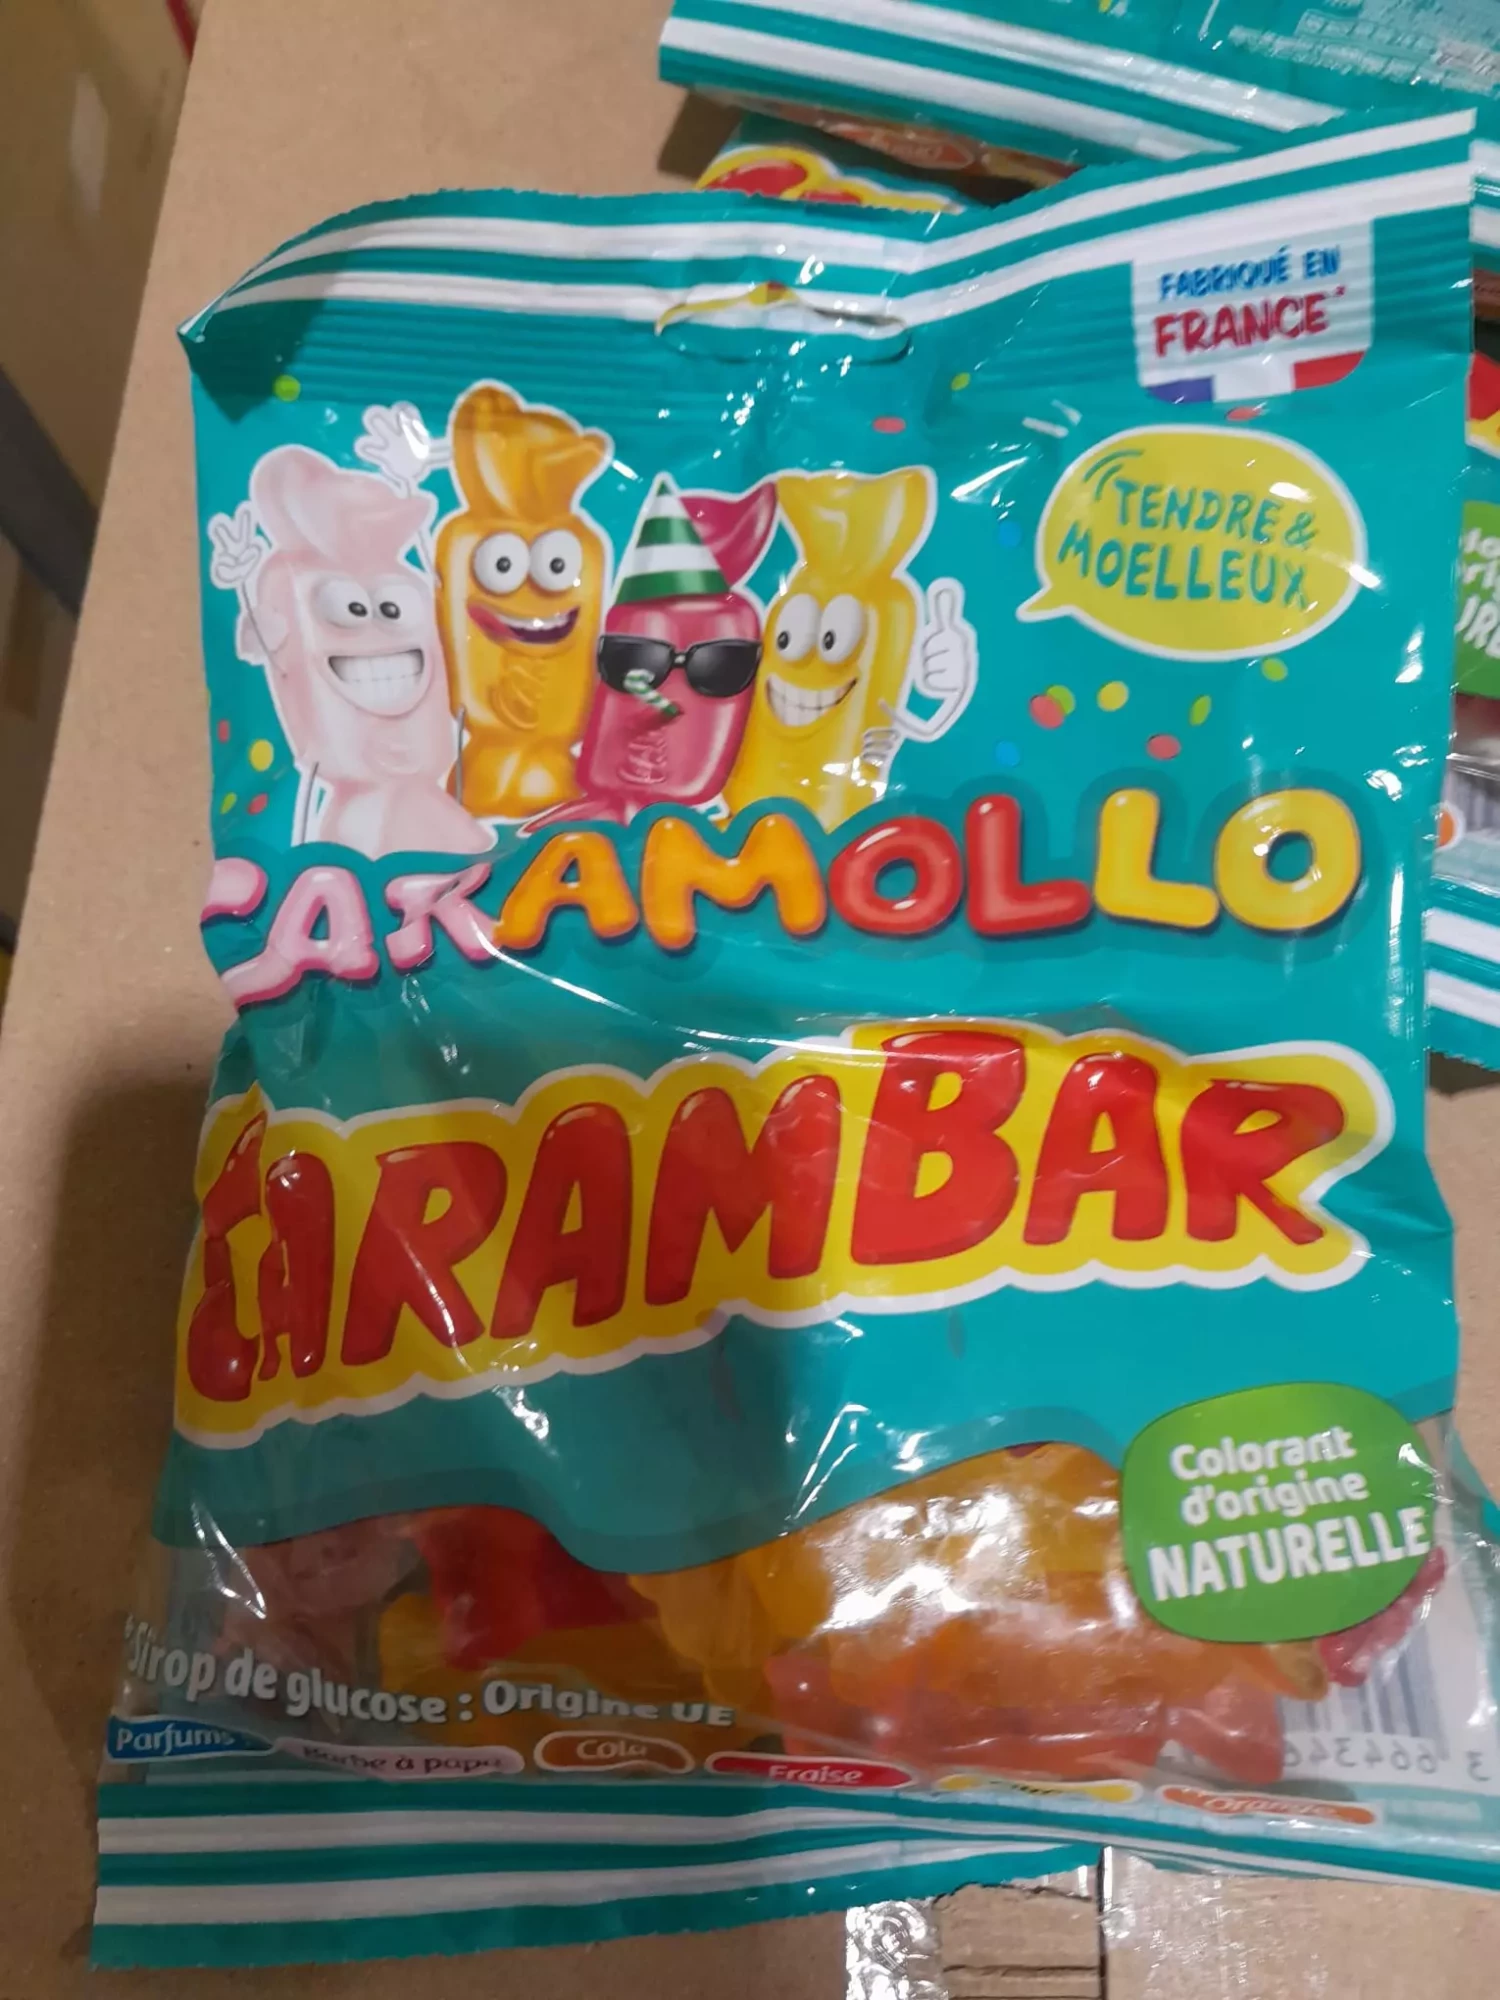 FABRIQUÉ EN
FRANCE*
TENDRE &
MOELLEUX
CARAMOLLO
CARAMBAR
Colorant
d'origine
NATURELLE
*Sirop de glucose : Origine UE
Parfums :
Barbe à papa
Cola
Fraise
Orange